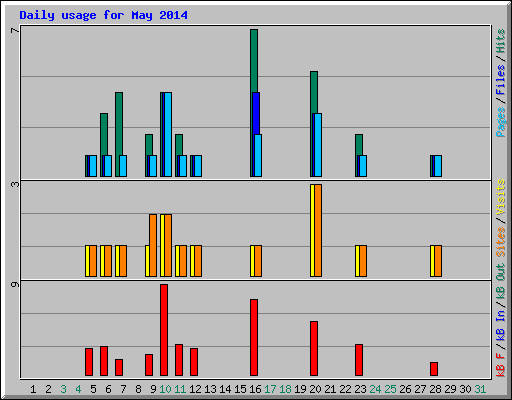 Daily usage for May 2014
7
Pages / Files / Hits
3
Sites / Visits
9
kB F / kB In / kB Out
1 2 3 4 5 6 7 8 9 10 11 12 13 14 15 16 17 18 19 20 21 22 23 24 25 26 27 28 29 30 31